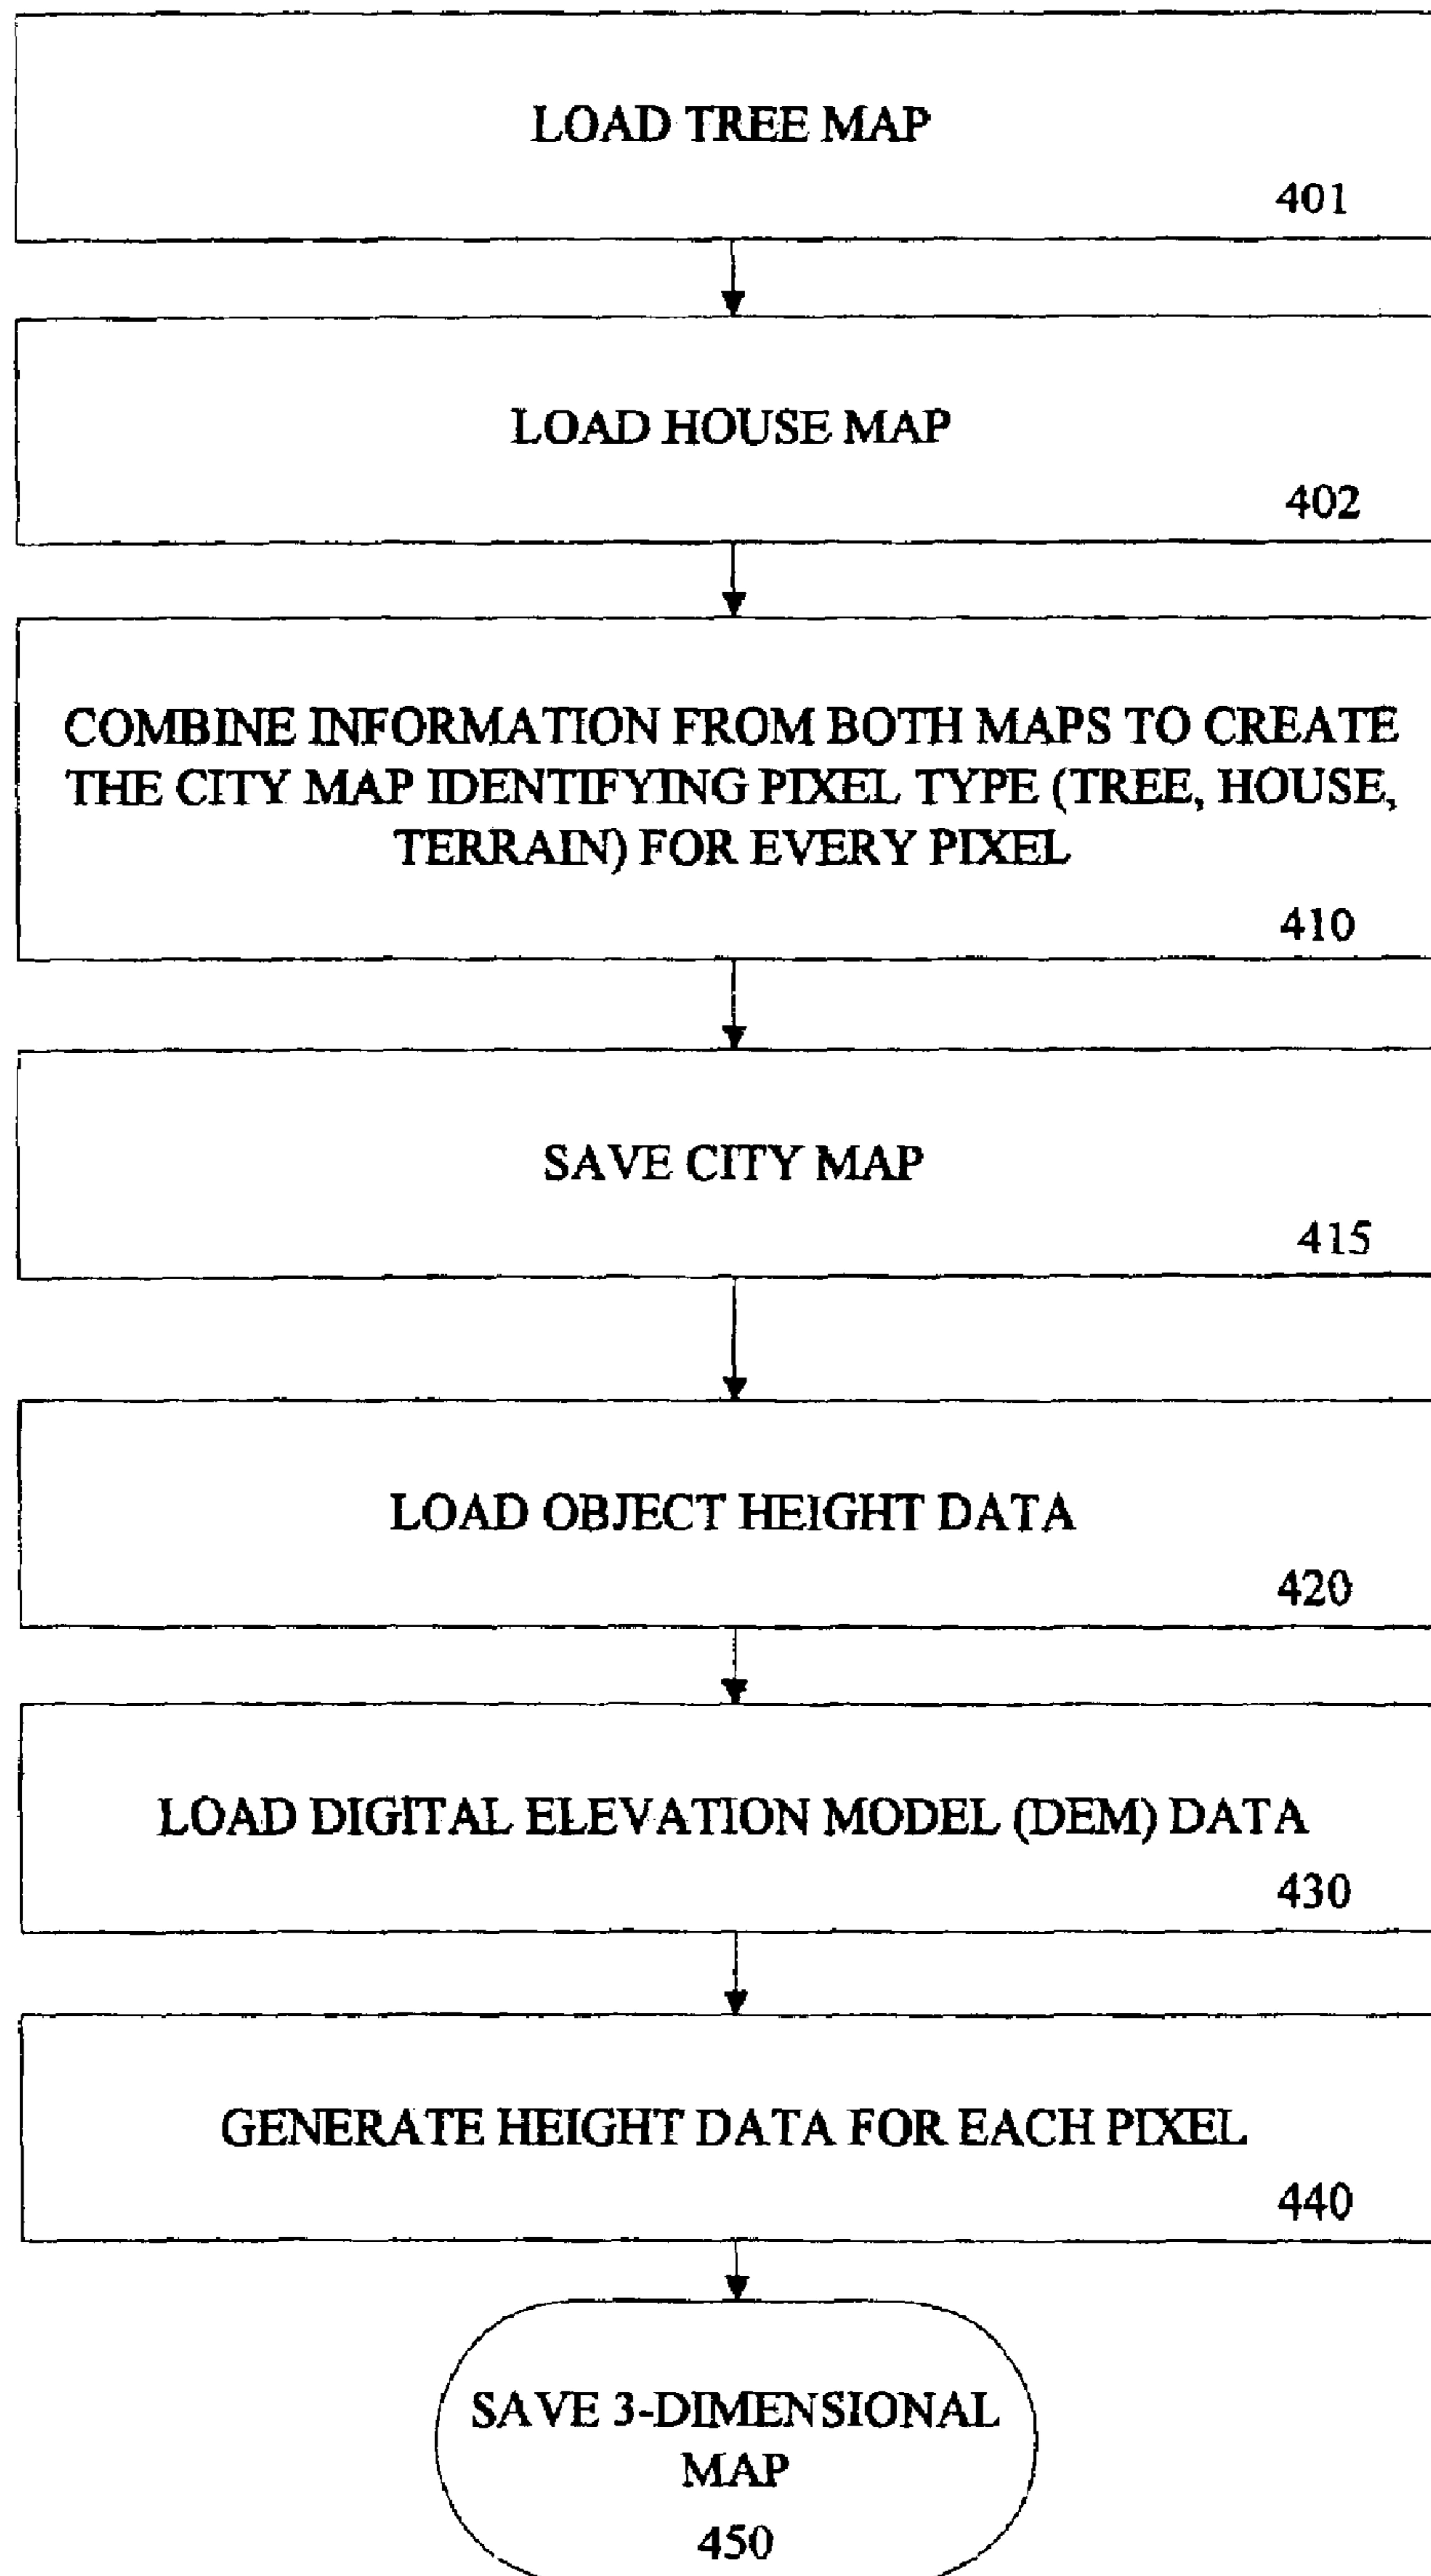 LOAD TREE MAP
401
LOAD HOUSE MAP
402
COMBINE INFORMATION FROM BOTH MAPS TO CREATE
THE CITY MAP IDENTIFYING PIXEL TYPE (TREE, HOUSE,
TERRAIN) FOR EVERY PIXEL
410
SAVE CITY MAP
415
LOAD OBJECT HEIGHT DATA
420
LOAD DIGITAL ELEVATION MODEL (DEM) DATA
430
GENERATE HEIGHT DATA FOR EACH PIXEL
440
SAVE 3-DIMENSIONAL
MAP
450